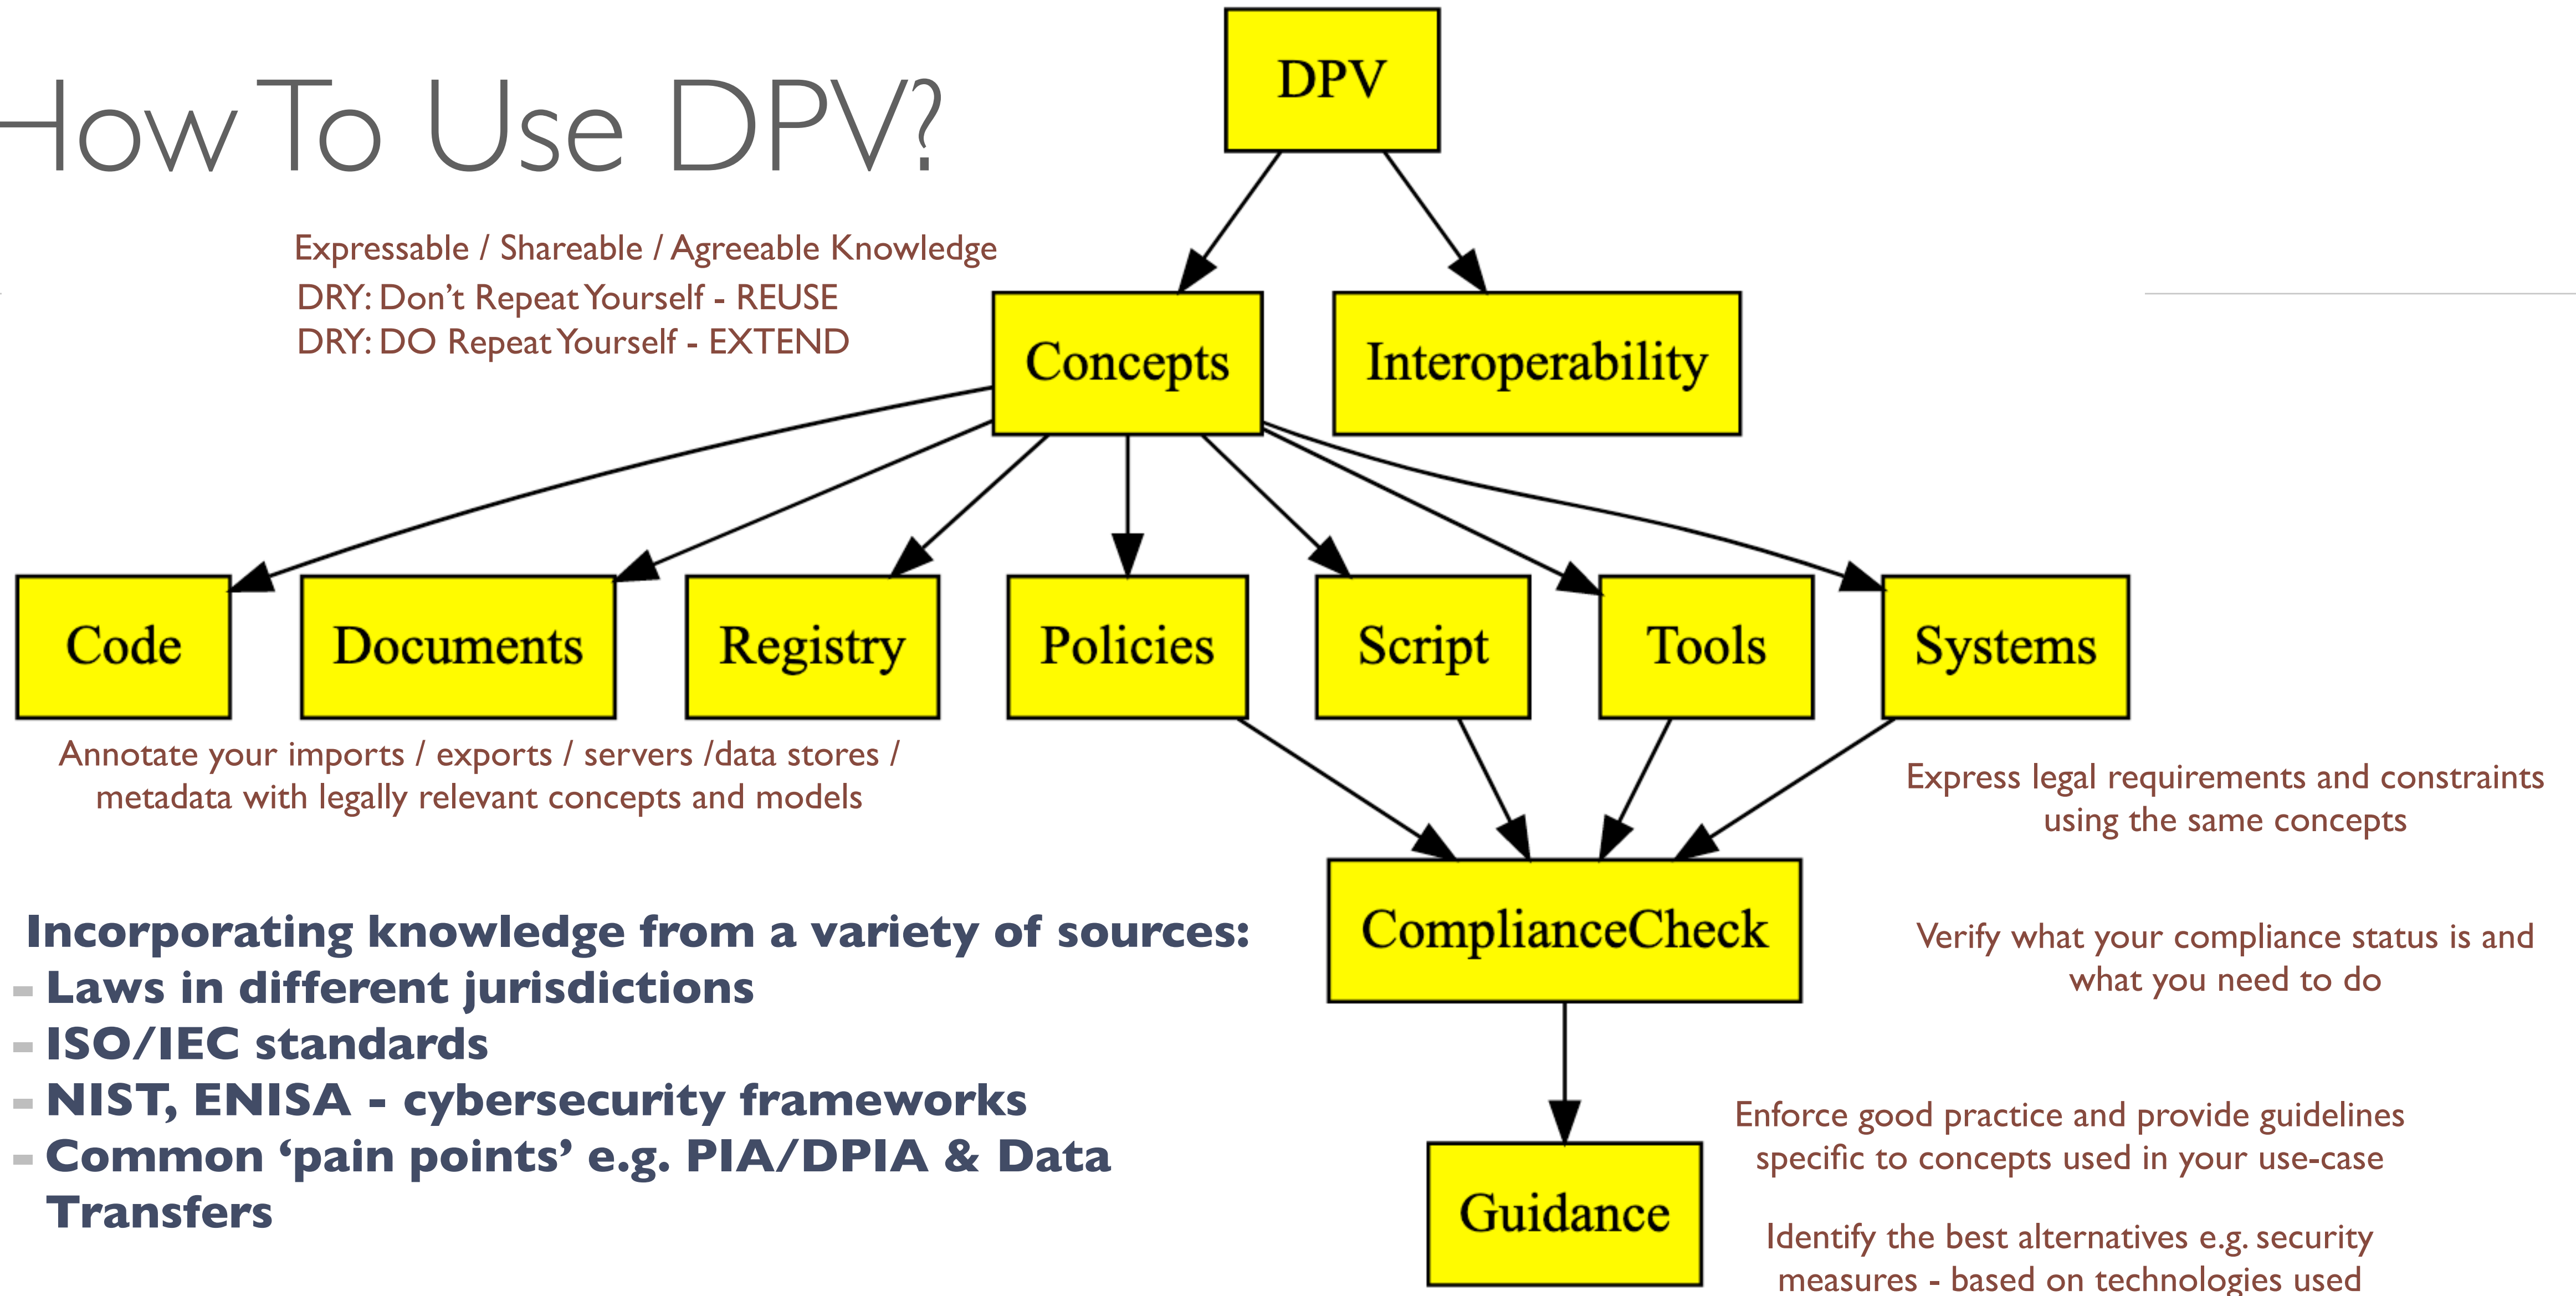 How To Use DPV?
DPV
Expressable / Shareable / Agreeable Knowledge
DRY: Don't Repeat Yourself - REUSE
DRY: DO Repeat Yourself - EXTEND
Concepts
Interoperability
Code
Documents
Registry
Policies
Script
Tools
Systems
Annotate your imports / exports / servers /data stores /
metadata with legally relevant concepts and models
Express legal requirements and constraints
using the same concepts
ComplianceCheck
Verify what your compliance status is and
what you need to do
Incorporating knowledge from a variety of sources:
- Laws in different jurisdictions
- ISO/IEC standards
- NIST, ENISA - cybersecurity frameworks
- Common ‘pain points’ e.g. PIA/DPIA & Data
Transfers
Guidance
Enforce good practice and provide guidelines
specific to concepts used in your use-case
Identify the best alternatives e.g. security
measures - based on technologies used